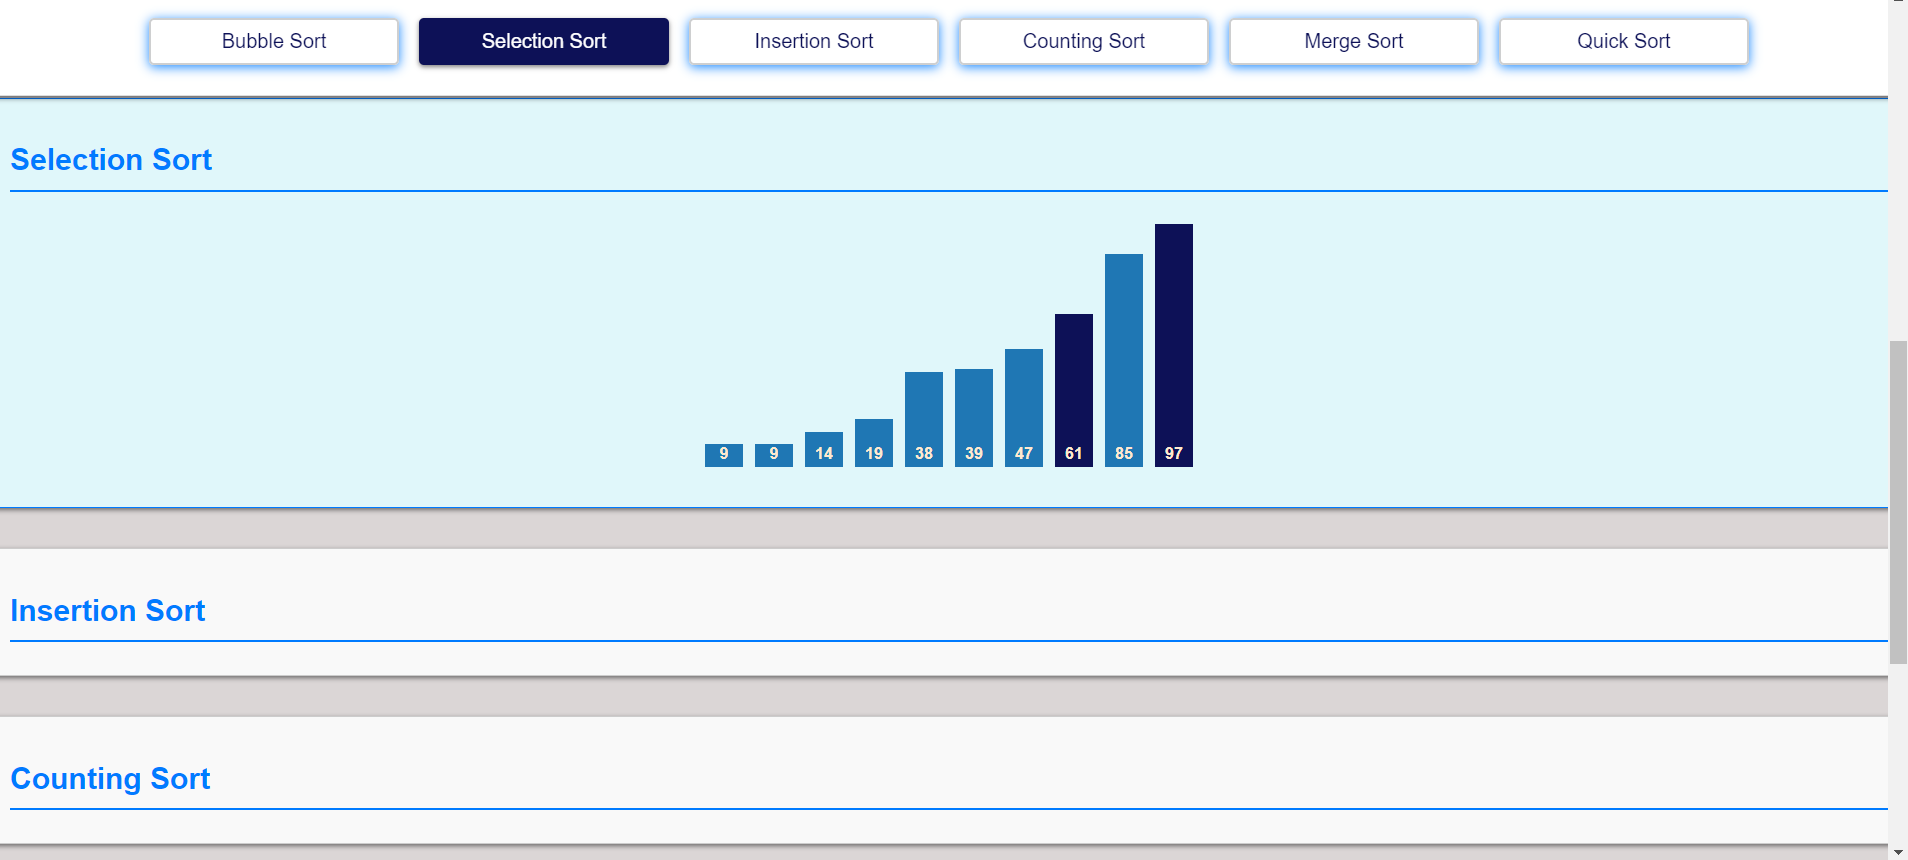 Bubble Sort Selection Sort Insertion Sort Counting Sort Merge Sort Quick Sort
Selection Sort
9 9 14 19 38 39 47 61 85 97
Insertion Sort
Counting Sort